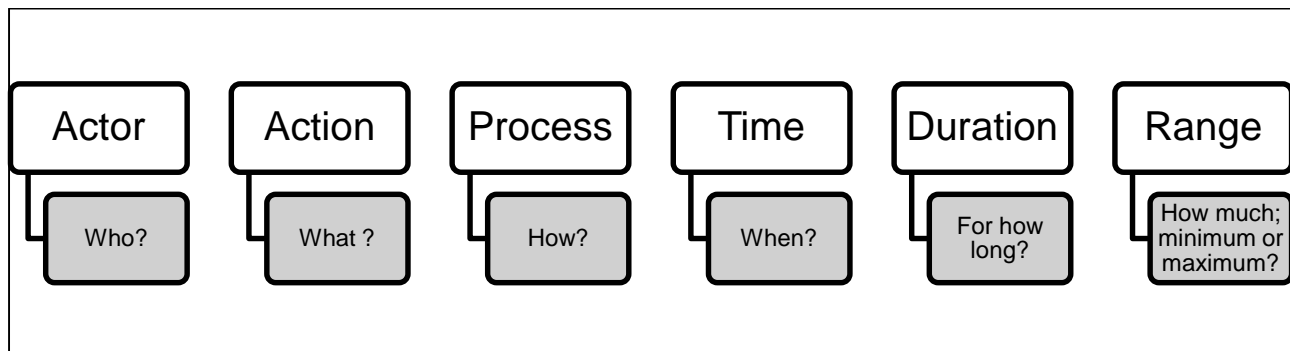 Actor
Who?
Action
What ?
Process
How?
Time
When?
Duration
For how
long?
Range
How much;
minimum or
maximum?